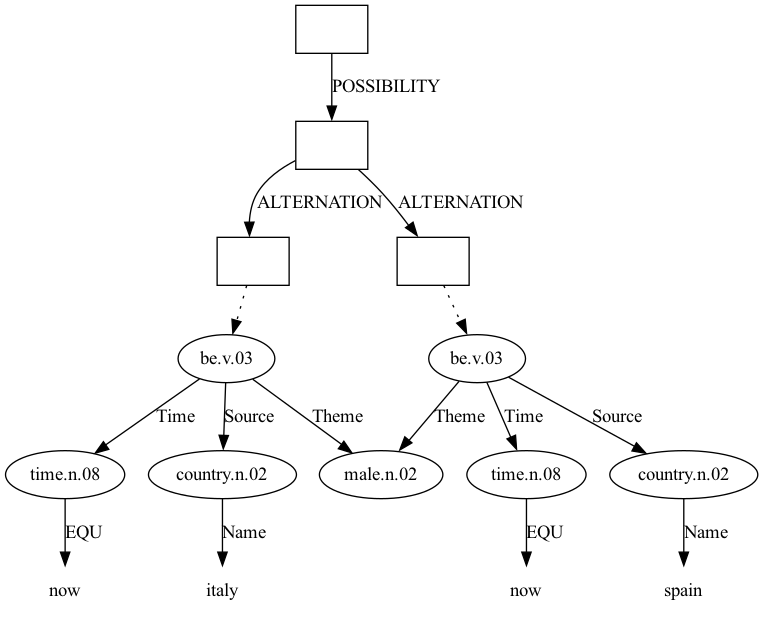 POSSIBILITY
ALTERNATION ALTERNATION
be.v.03 be.v.03
Time Source Theme Theme Time Source
time.n.08 country.n.02 male.n.02 time.n.08 country.n.02
EQU Name EQU Name
now italy now spain